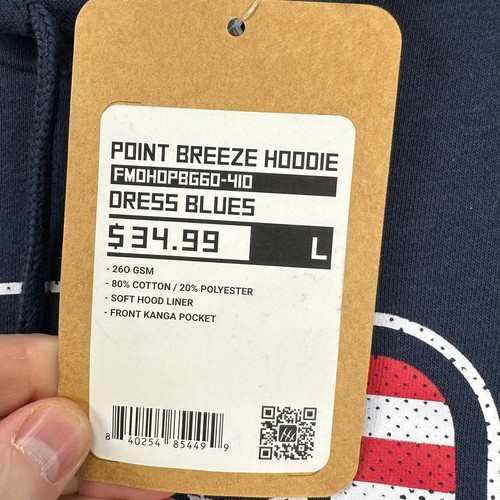 POINT BREEZE HOODIE
FMOHOPBG60-410
DRESS BLUES
$34.99 L
- 260 GSM
- 80% COTTON / 20% POLYESTER
- SOFT HOOD LINER
- FRONT KANGA POCKET
8 40254 85449 9